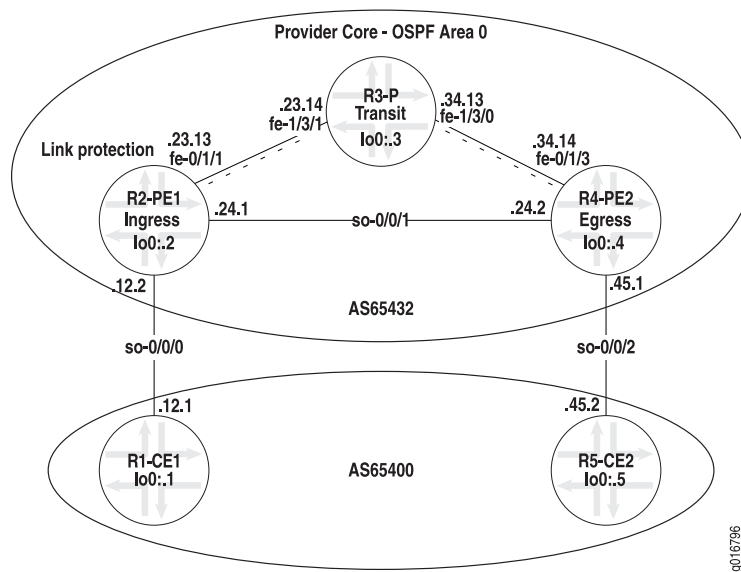 Provider Core - OSPF Area 0
R3-P
Transit
lo0:.3
.23.14
fe-1/3/1
.34.13
fe-1/3/0
.23.13
fe-0/1/1
Link protection
.34.14
fe-0/1/3
R2-PE1
Ingress
lo0:.2
.24.1
so-0/0/1
.24.2
R4-PE2
Egress
lo0:.4
.12.2
.45.1
AS65432
so-0/0/0
so-0/0/2
.12.1
.45.2
R1-CE1
lo0:.1
AS65400
R5-CE2
lo0:.5
g016796